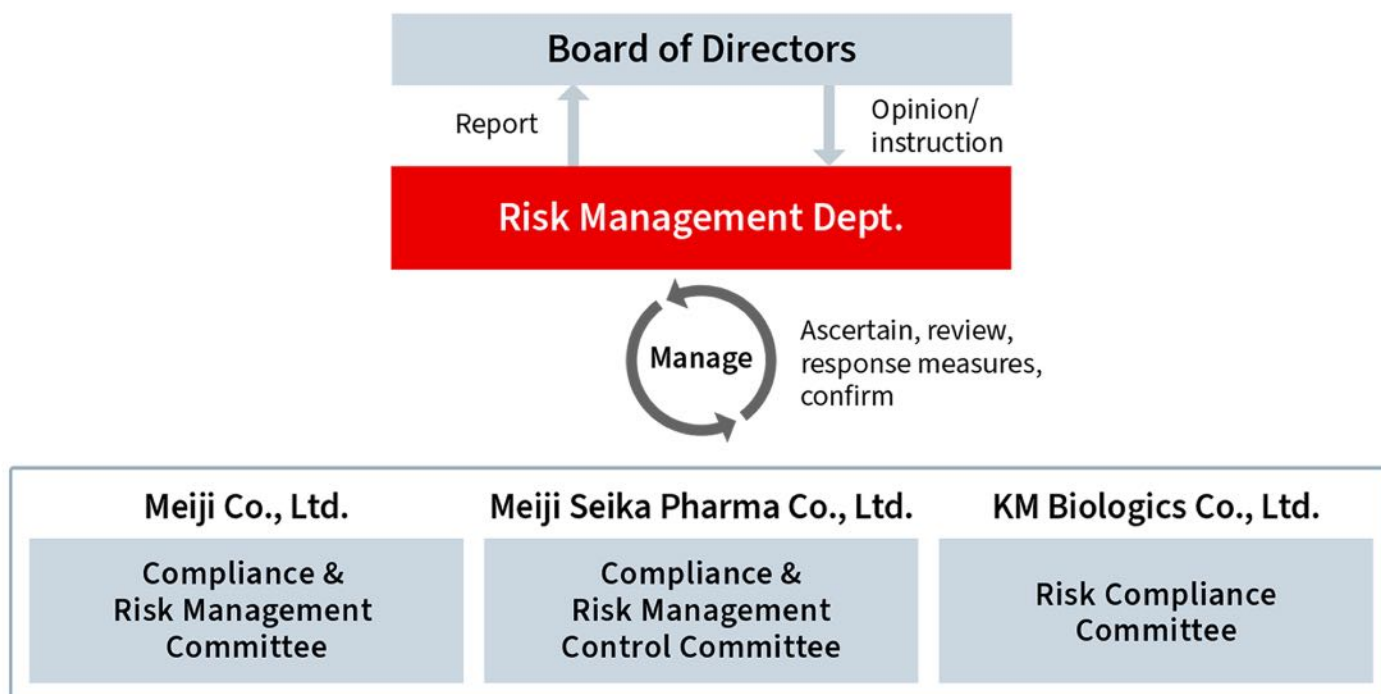 Board of Directors
Report
Opinion/
instruction
Risk Management Dept.
Manage
Ascertain, review,
response measures,
confirm
Meiji Co., Ltd.
Compliance &
Risk Management
Committee
Meiji Seika Pharma Co., Ltd.
Compliance &
Risk Management
Control Committee
KM Biologics Co., Ltd.
Risk Compliance
Committee